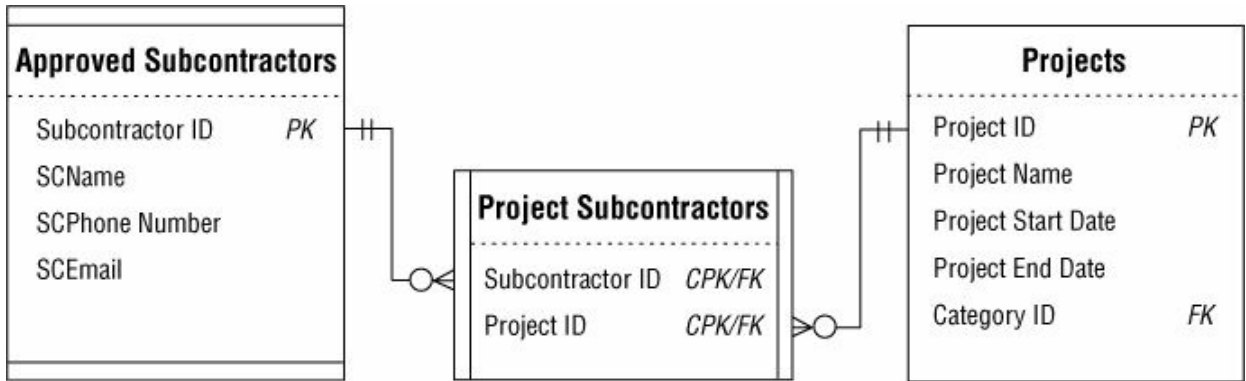 Approved Subcontractors
Subcontractor ID PK
SCName
SCPhone Number
SCEmail
Project Subcontractors
Subcontractor ID CPK/FK
Project ID CPK/FK
Projects
Project ID PK
Project Name
Project Start Date
Project End Date
Category ID FK